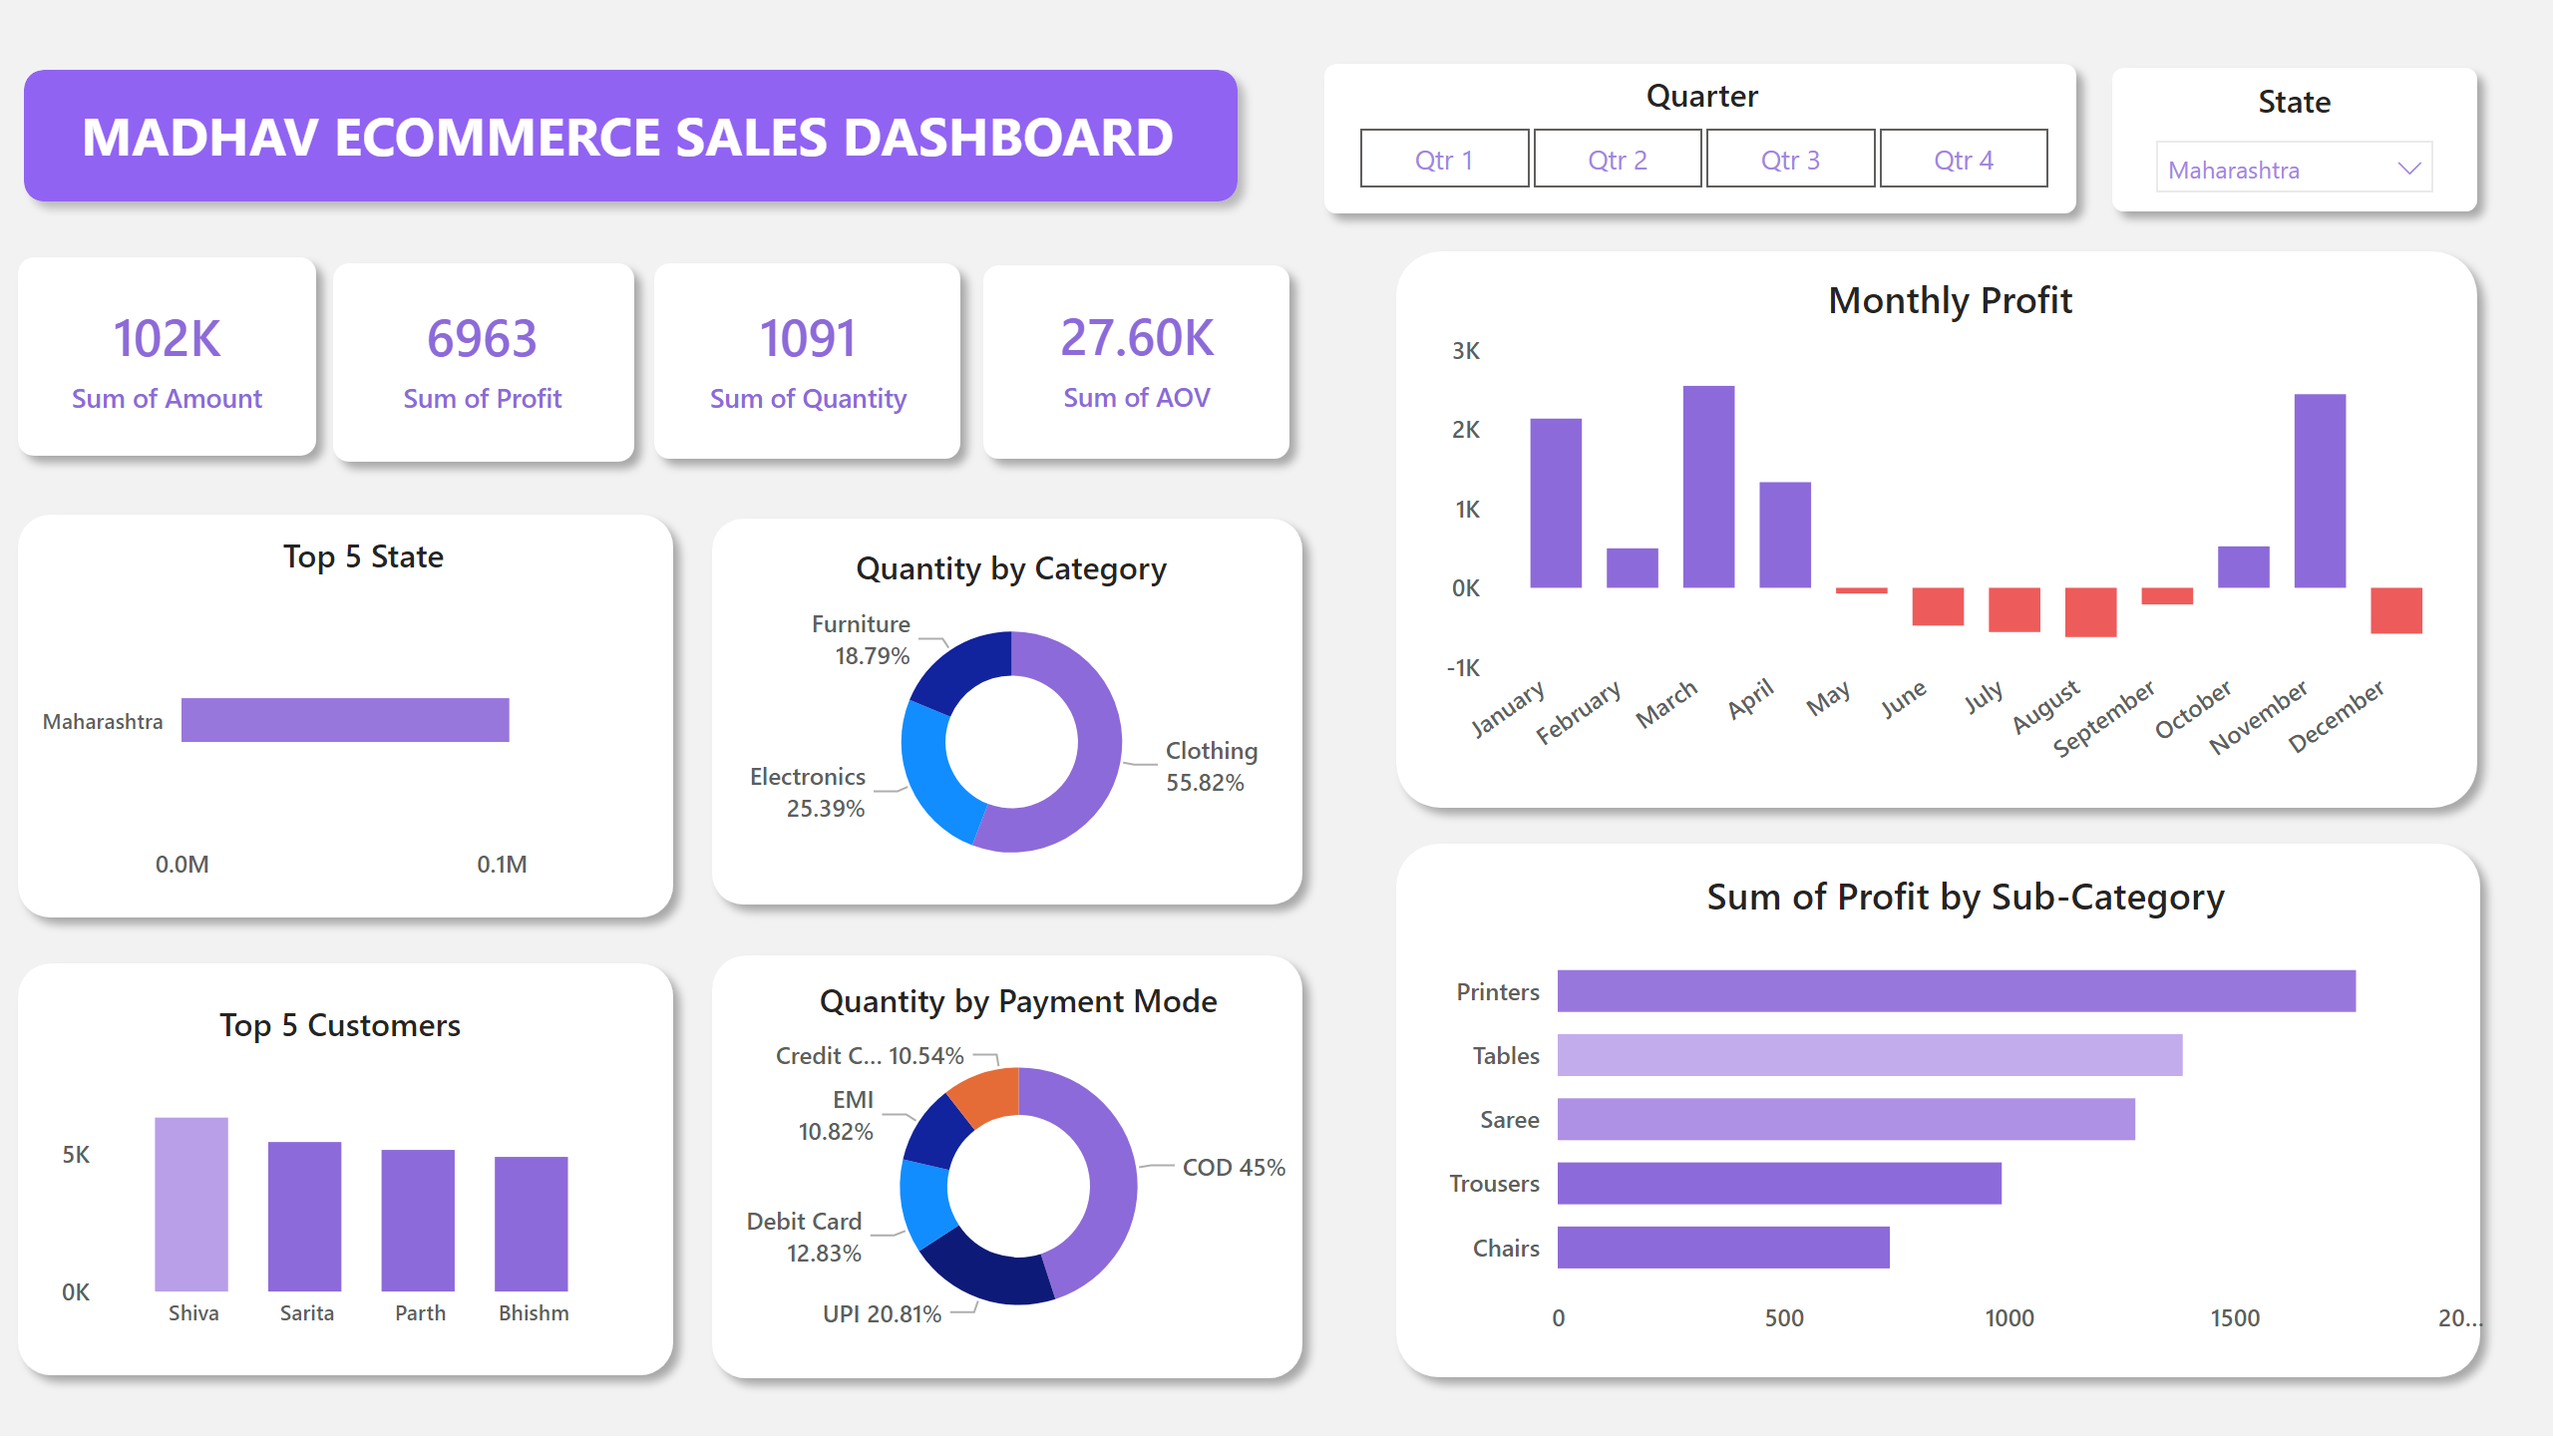 MADHAV ECOMMERCE SALES DASHBOARD
Quarter
Qtr 1
Qtr 2
Qtr 3
Qtr 4
State
Maharashtra
102K
Sum of Amount
6963
Sum of Profit
1091
Sum of Quantity
27.60K
Sum of AOV
Monthly Profit
3K
2K
1K
0K
-1K
January
February
March
April
May
June
July
August
September
October
November
December
Top 5 State
Maharashtra
0.0M
0.1M
Quantity by Category
Furniture
18.79%
Electronics
25.39%
Clothing
55.82%
Top 5 Customers
5K
0K
Shiva
Sarita
Parth
Bhishm
Quantity by Payment Mode
Credit C... 10.54%
EMI
10.82%
Debit Card
12.83%
UPI 20.81%
COD 45%
Sum of Profit by Sub-Category
Printers
Tables
Saree
Trousers
Chairs
0
500
1000
1500
20...